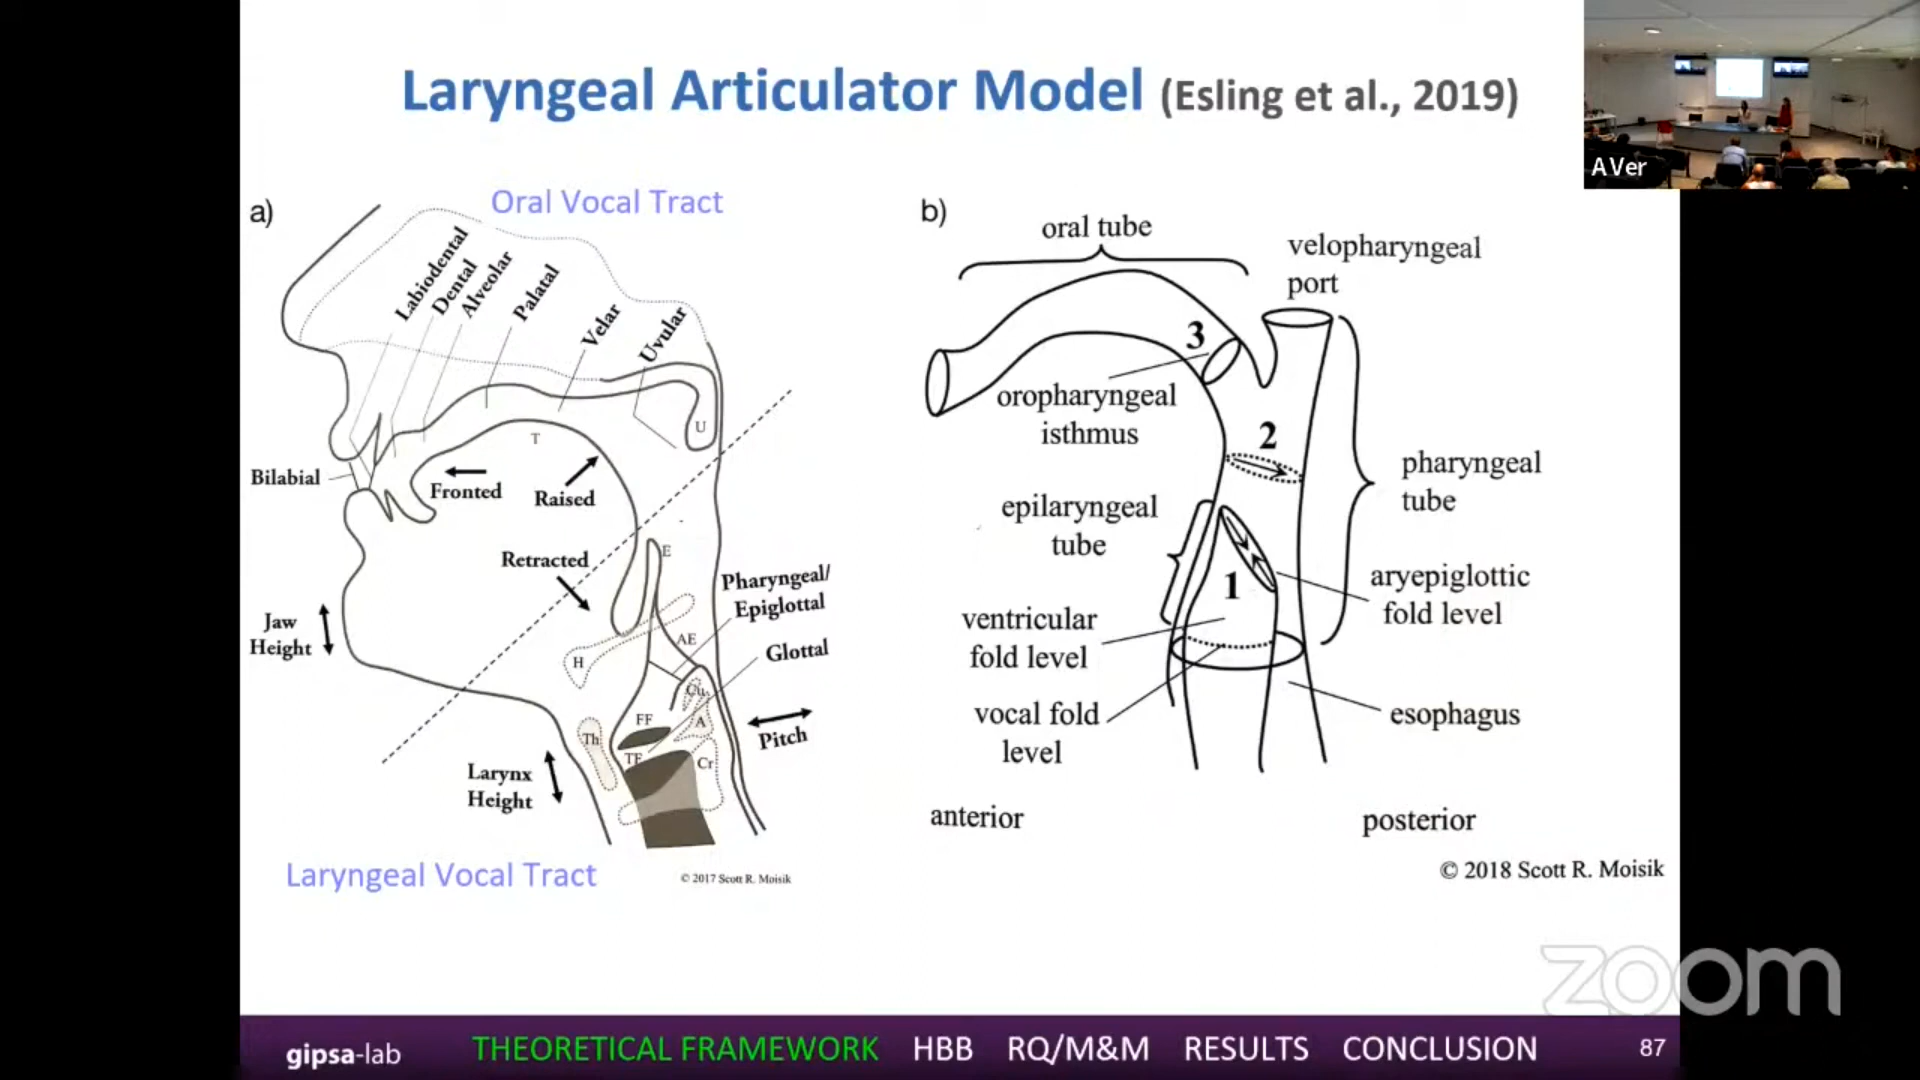 Laryngeal Articulator Model (Esling et al., 2019)
AVer
a)
Oral Vocal Tract
Labiodental
Dental
Alveolar
Palatal
Velar
Uvular
U
T
Bilabial
Fronted
Raised
Retracted
E
Pharyngeal/
Epiglottal
Jaw
Height
AE
Glottal
H
Cu
FF
A
Th
TF
Cr
Pitch
Larynx
Height
Laryngeal Vocal Tract
© 2017 Scott R. Moisik
b)
oral tube
velopharyngeal
port
3
oropharyngeal
isthmus
2
pharyngeal
tube
epilaryngeal
tube
1
aryepiglottic
fold level
ventricular
fold level
vocal fold
level
esophagus
anterior
posterior
© 2018 Scott R. Moisik
zoom
gipsa-lab
THEORETICAL FRAMEWORK HBB RQ/M&M RESULTS CONCLUSION
87